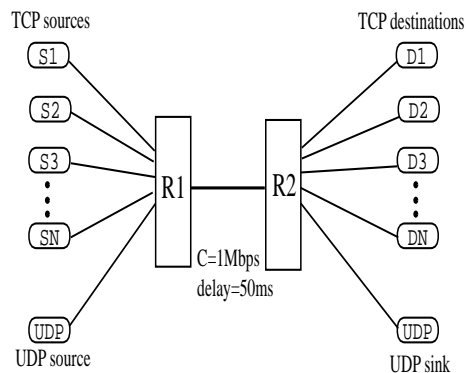 TCP sources
TCP destinations
S1
D1
S2
D2
S3
D3
R1
R2
SN
DN
C=1Mbps
delay=50ms
UDP
UDP
UDP source
UDP sink